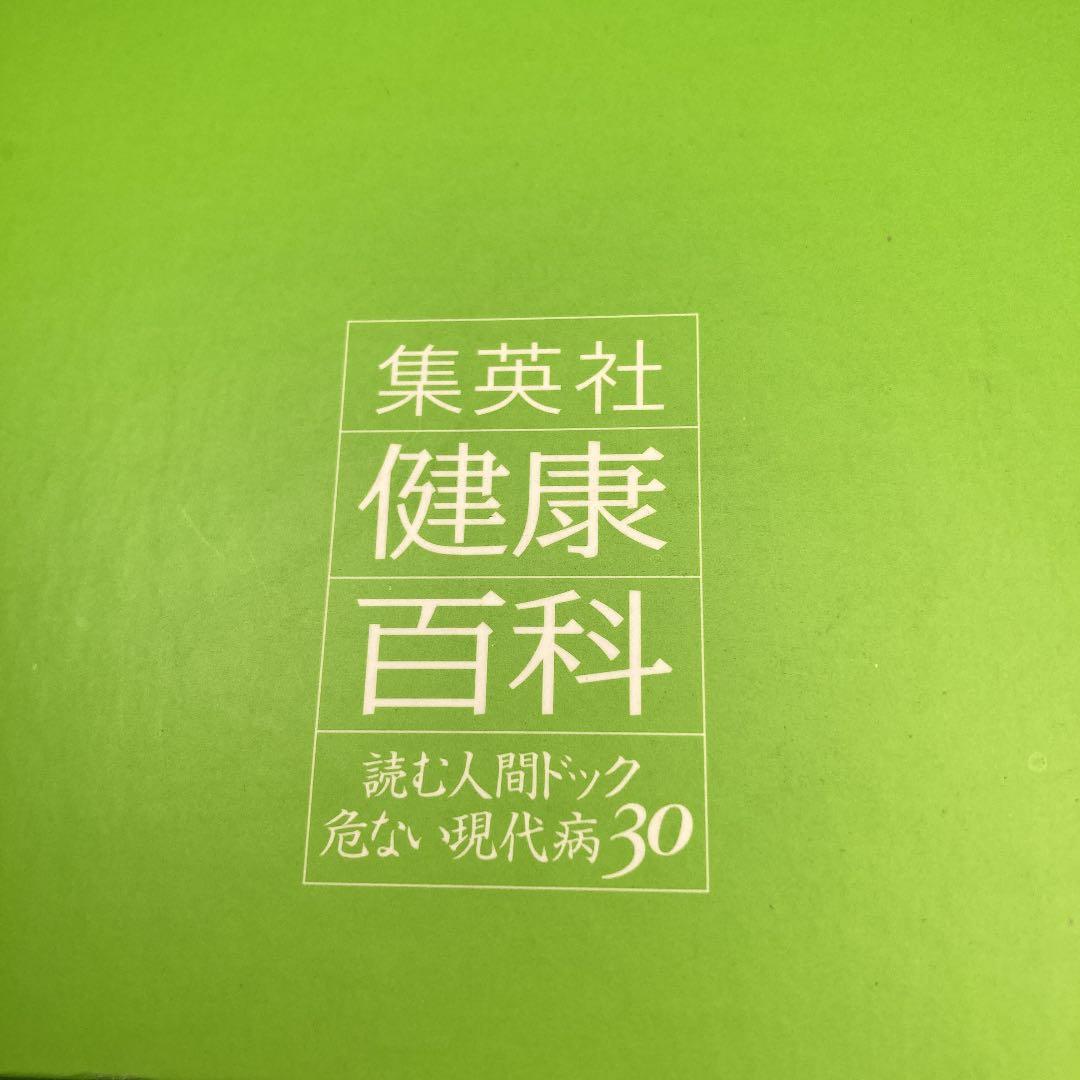 集英社
健康
百科
読む人間ドック
危ない現代病30